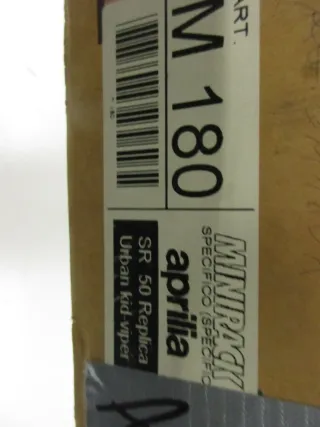 ART.
M 180
MINIRACK
SPECIFICO (SPECIFIC
aprilia
SR 50 Replica
Urban kid-viper